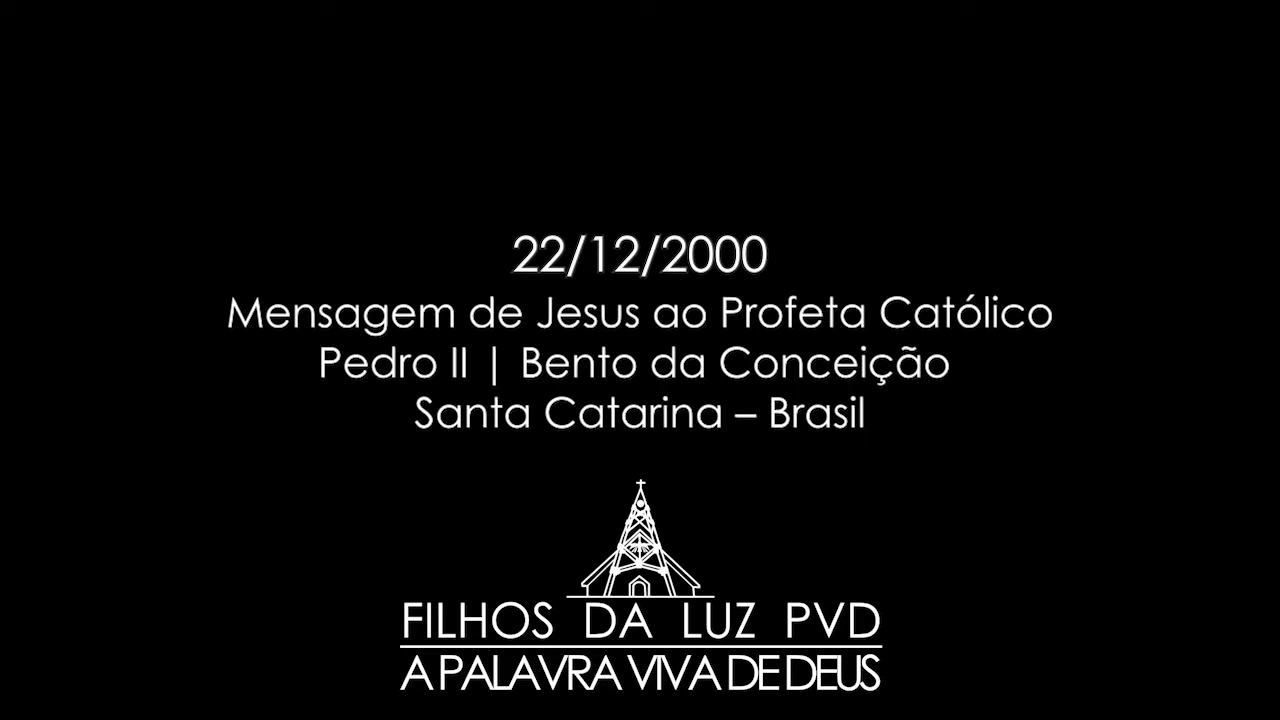 22/12/2000
Mensagem de Jesus ao Profeta Católico
Pedro II | Bento da Conceição
Santa Catarina – Brasil
FILHOS DA LUZ PVD
A PALAVRA VIVA DE DEUS